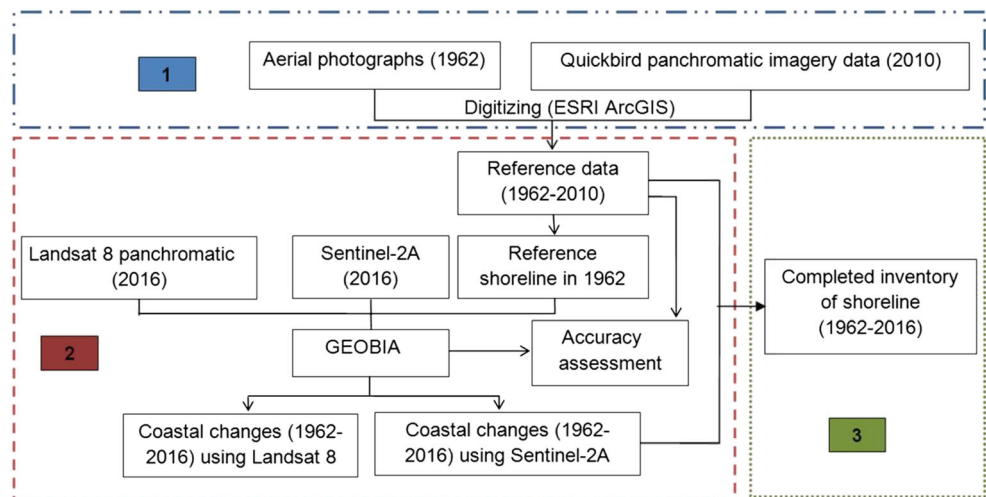 1
Aerial photographs (1962)
Quickbird panchromatic imagery data (2010)
Digitizing (ESRI ArcGIS)
Reference data
(1962-2010)
Landsat 8 panchromatic
(2016)
Sentinel-2A
(2016)
Reference
shoreline in 1962
Completed inventory
of shoreline
(1962-2016)
2
GEOBIA
Accuracy
assessment
Coastal changes (1962-
2016) using Landsat 8
Coastal changes (1962-
2016) using Sentinel-2A
3